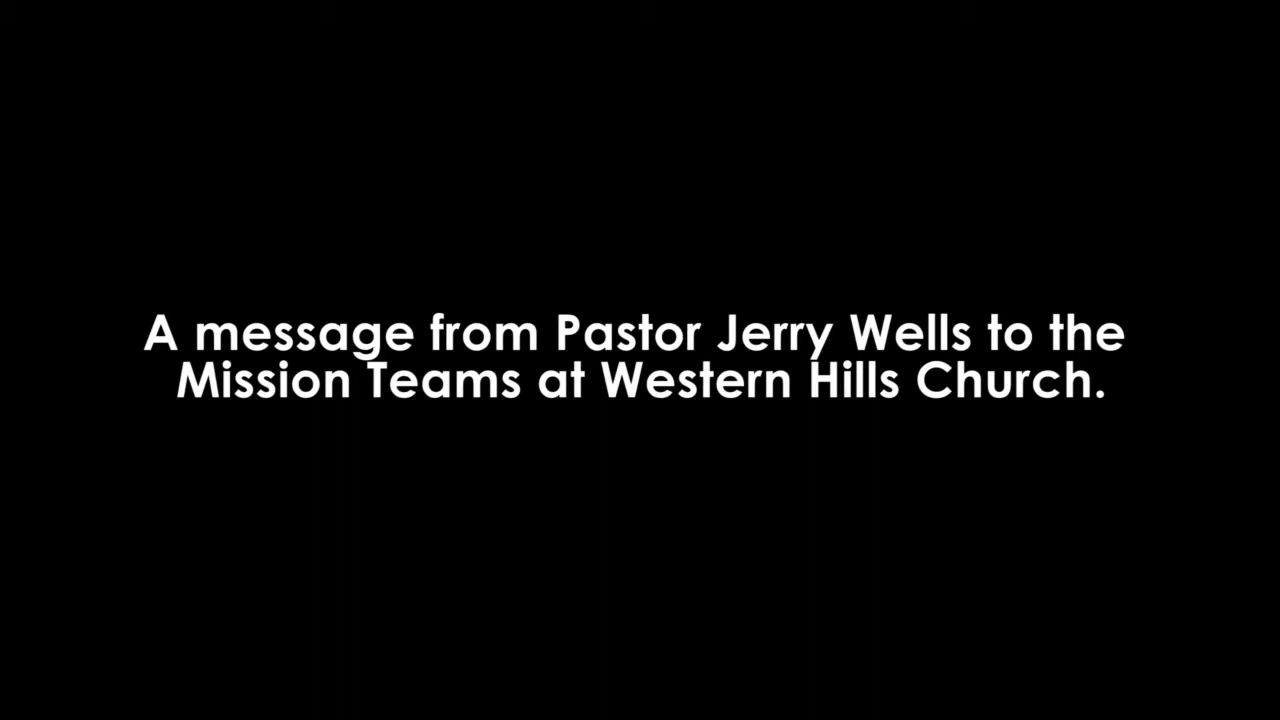 A message from Pastor Jerry Wells to the
Mission Teams at Western Hills Church.